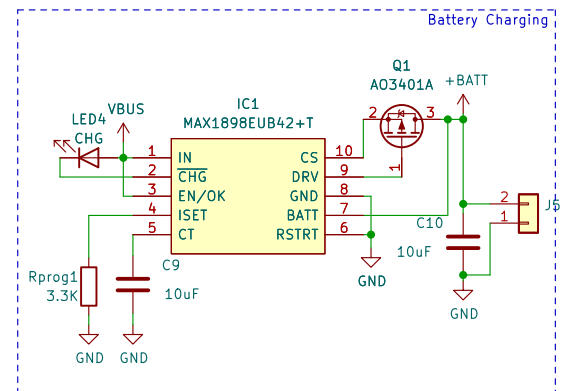 Battery Charging
Q1
AO3401A
+BATT
LED4
CHG
VBUS
IC1
MAX1898EUB42+T
2
3
1
1 IN
2 CHG
3 EN/OK
4 ISET
5 CT
CS 10
DRV 9
GND 8
BATT 7
RSTRT 6
C10
10uF
2
1
J5
Rprog1
3.3K
C9
10uF
GND
GND
GND
GND